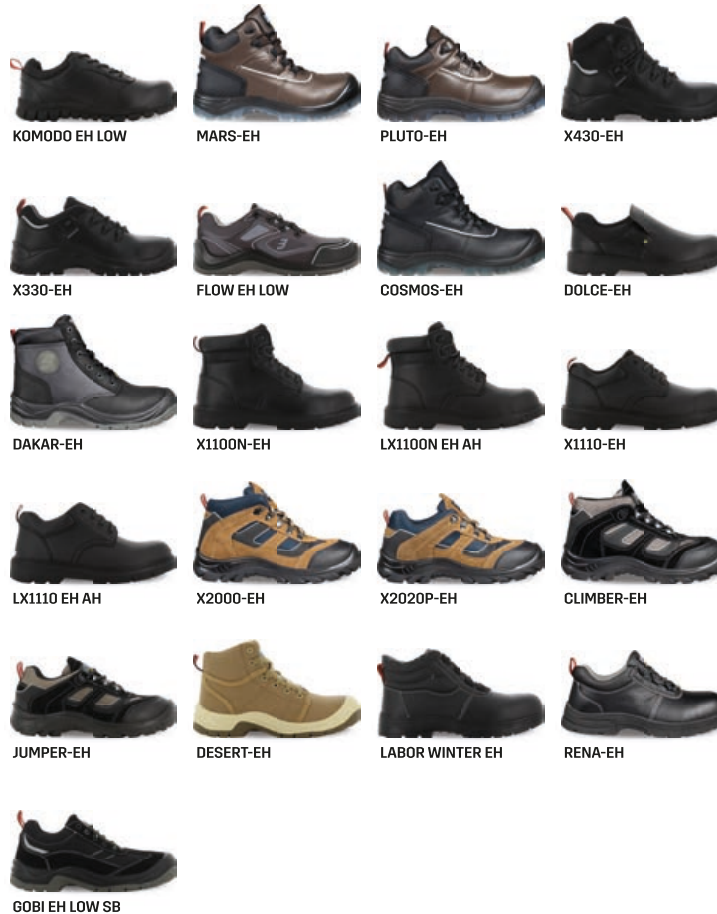 KOMODO EH LOW
MARS-EH
PLUTO-EH
X430-EH
X330-EH
FLOW EH LOW
COSMOS-EH
DOLCE-EH
DAKAR-EH
X1100N-EH
LX1100N EH AH
X1110-EH
LX1110 EH AH
X2000-EH
X2020P-EH
CLIMBER-EH
JUMPER-EH
DESERT-EH
LABOR WINTER EH
RENA-EH
GOBI EH LOW SB